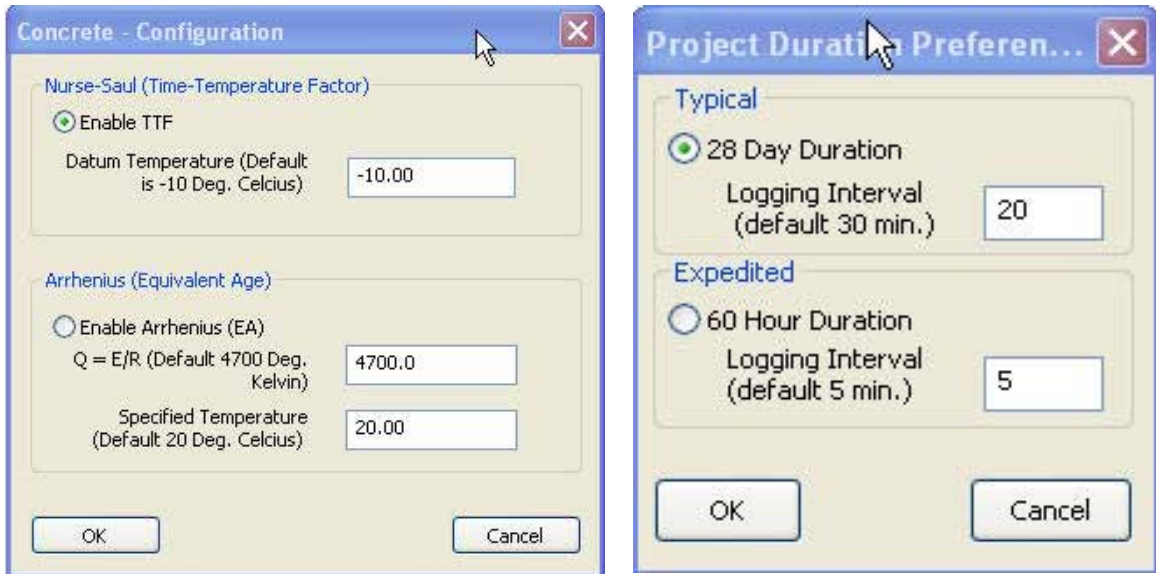 Concrete - Configuration
Nurse-Saul (Time-Temperature Factor)
Enable TTF
Datum Temperature (Default
is -10 Deg. Celcius)
-10.00
Arrhenius (Equivalent Age)
Enable Arrhenius (EA)
Q = E/R (Default 4700 Deg.
Kelvin)
4700.0
Specified Temperature
(Default 20 Deg. Celcius)
20.00
OK
Cancel
Project Duration Preferen...
Typical
28 Day Duration
Logging Interval
(default 30 min.)
20
Expedited
60 Hour Duration
Logging Interval
(default 5 min.)
5
OK
Cancel